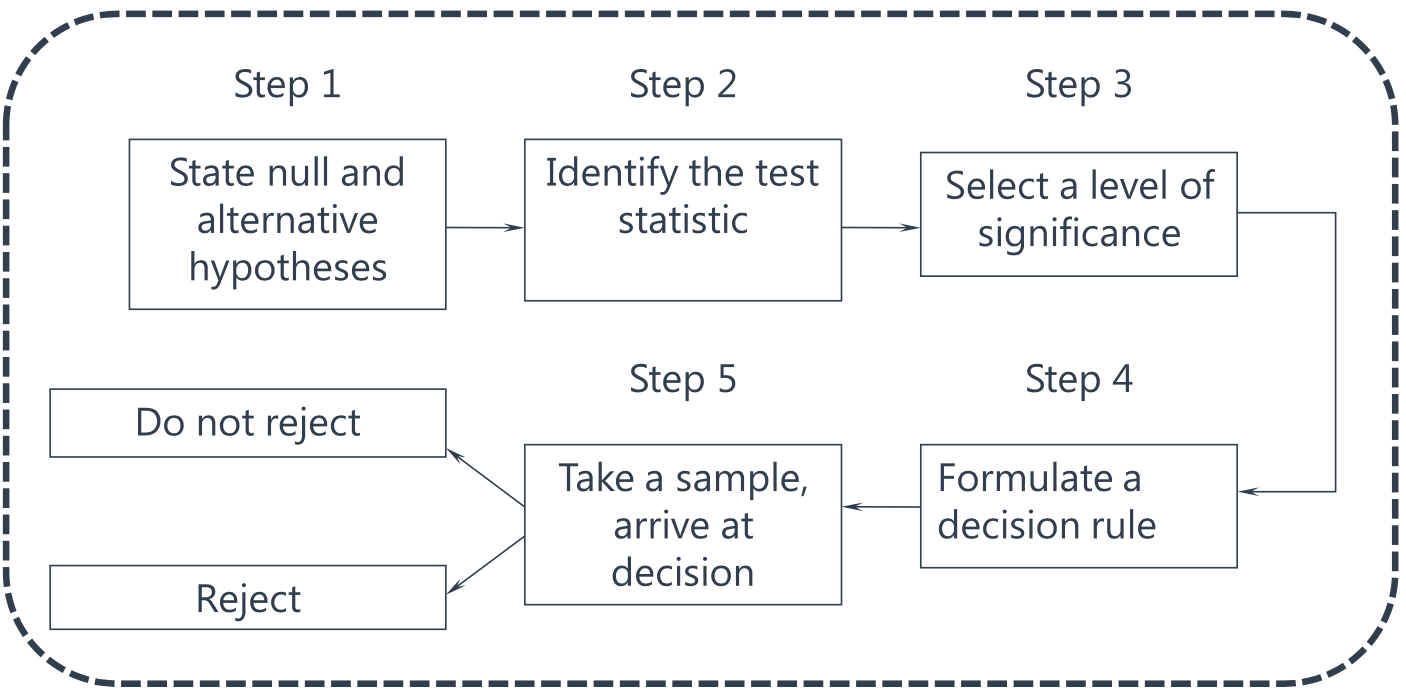 Step 1
State null and
alternative
hypotheses
Step 2
Identify the test
statistic
Step 3
Select a level of
significance
Step 4
Formulate a
decision rule
Step 5
Take a sample,
arrive at
decision
Do not reject
Reject